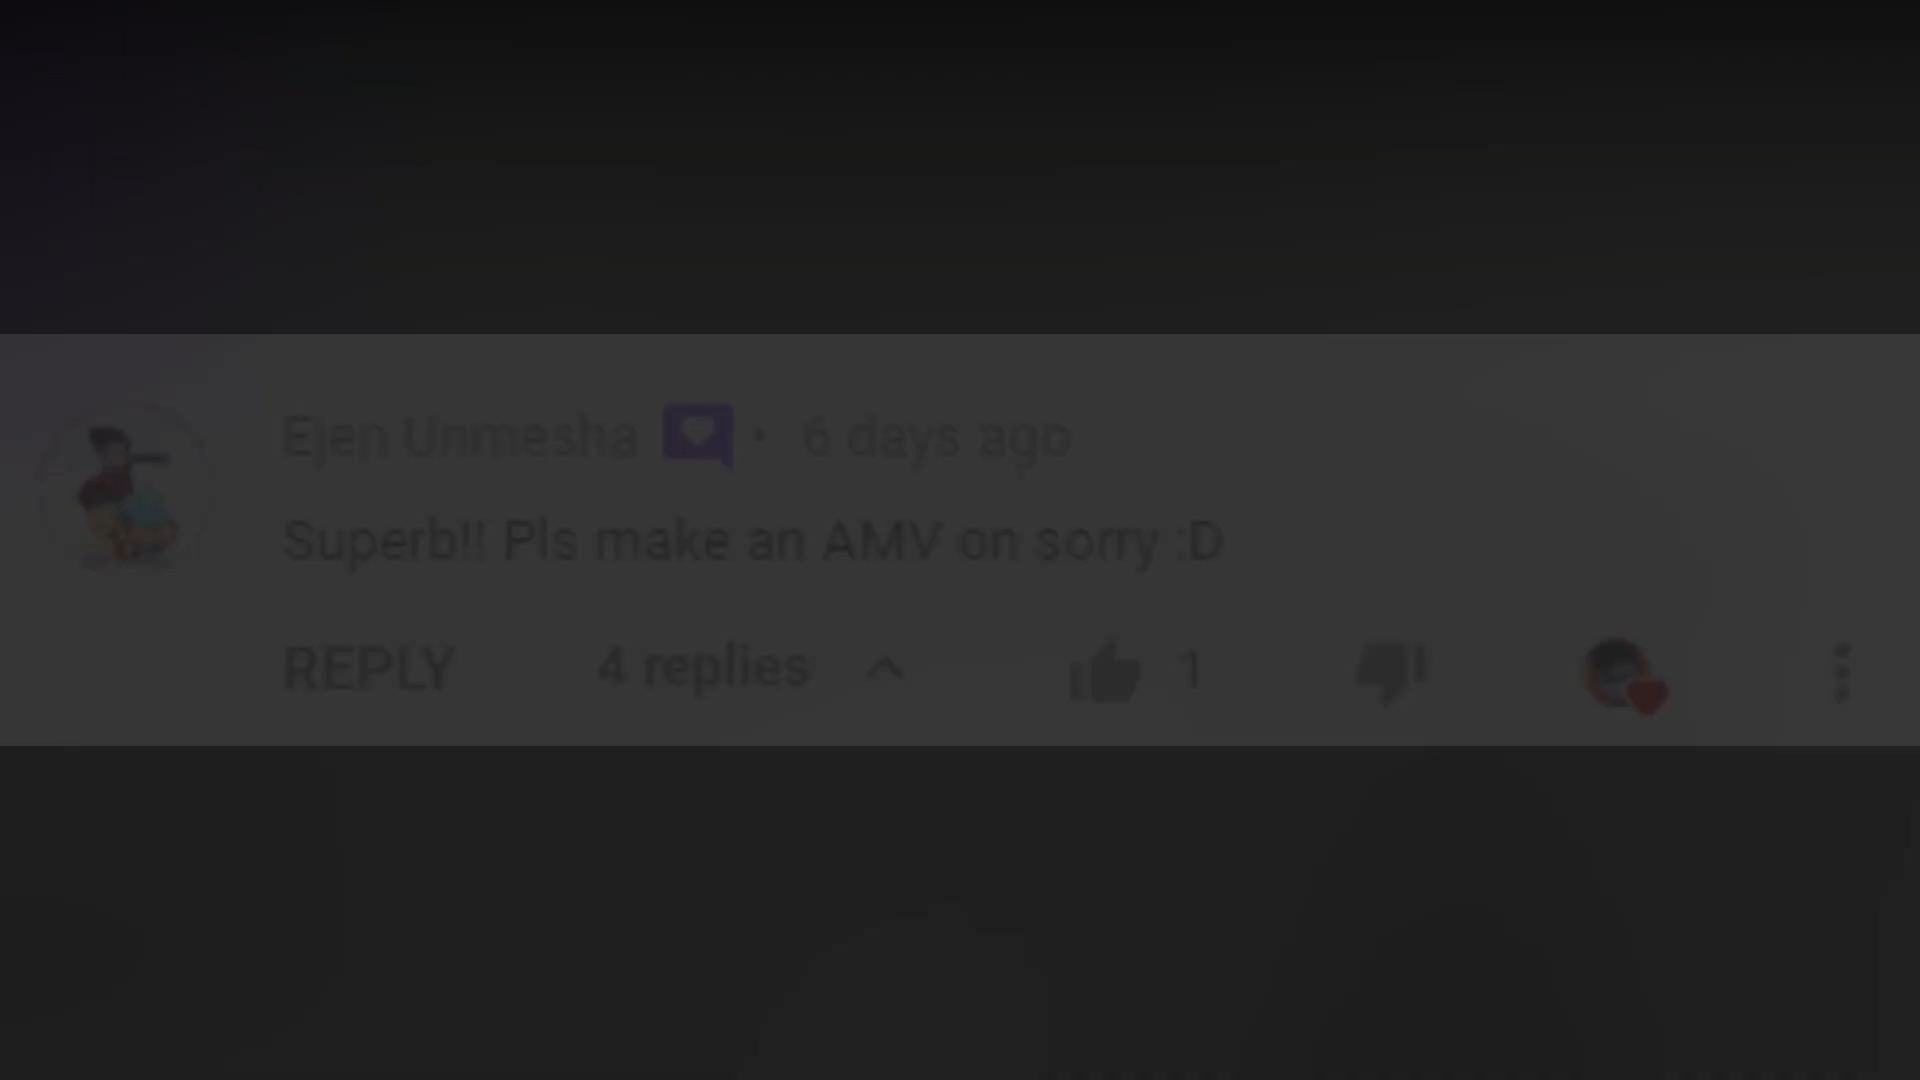 Ejen Unmesha • 6 days ago
Superb!! Pls make an AMV on sorry :D
REPLY 4 replies 1